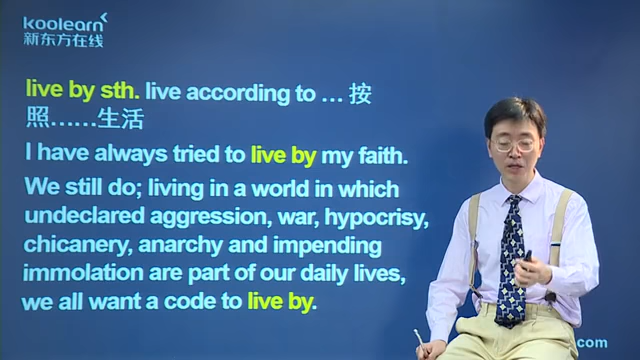 koolearn
新东方在线
live by sth. live according to … 按
照……生活
I have always tried to live by my faith.
We still do; living in a world in which
undeclared aggression, war, hypocrisy,
chicanery, anarchy and impending
immolation are part of our daily lives,
we all want a code to live by.
.com